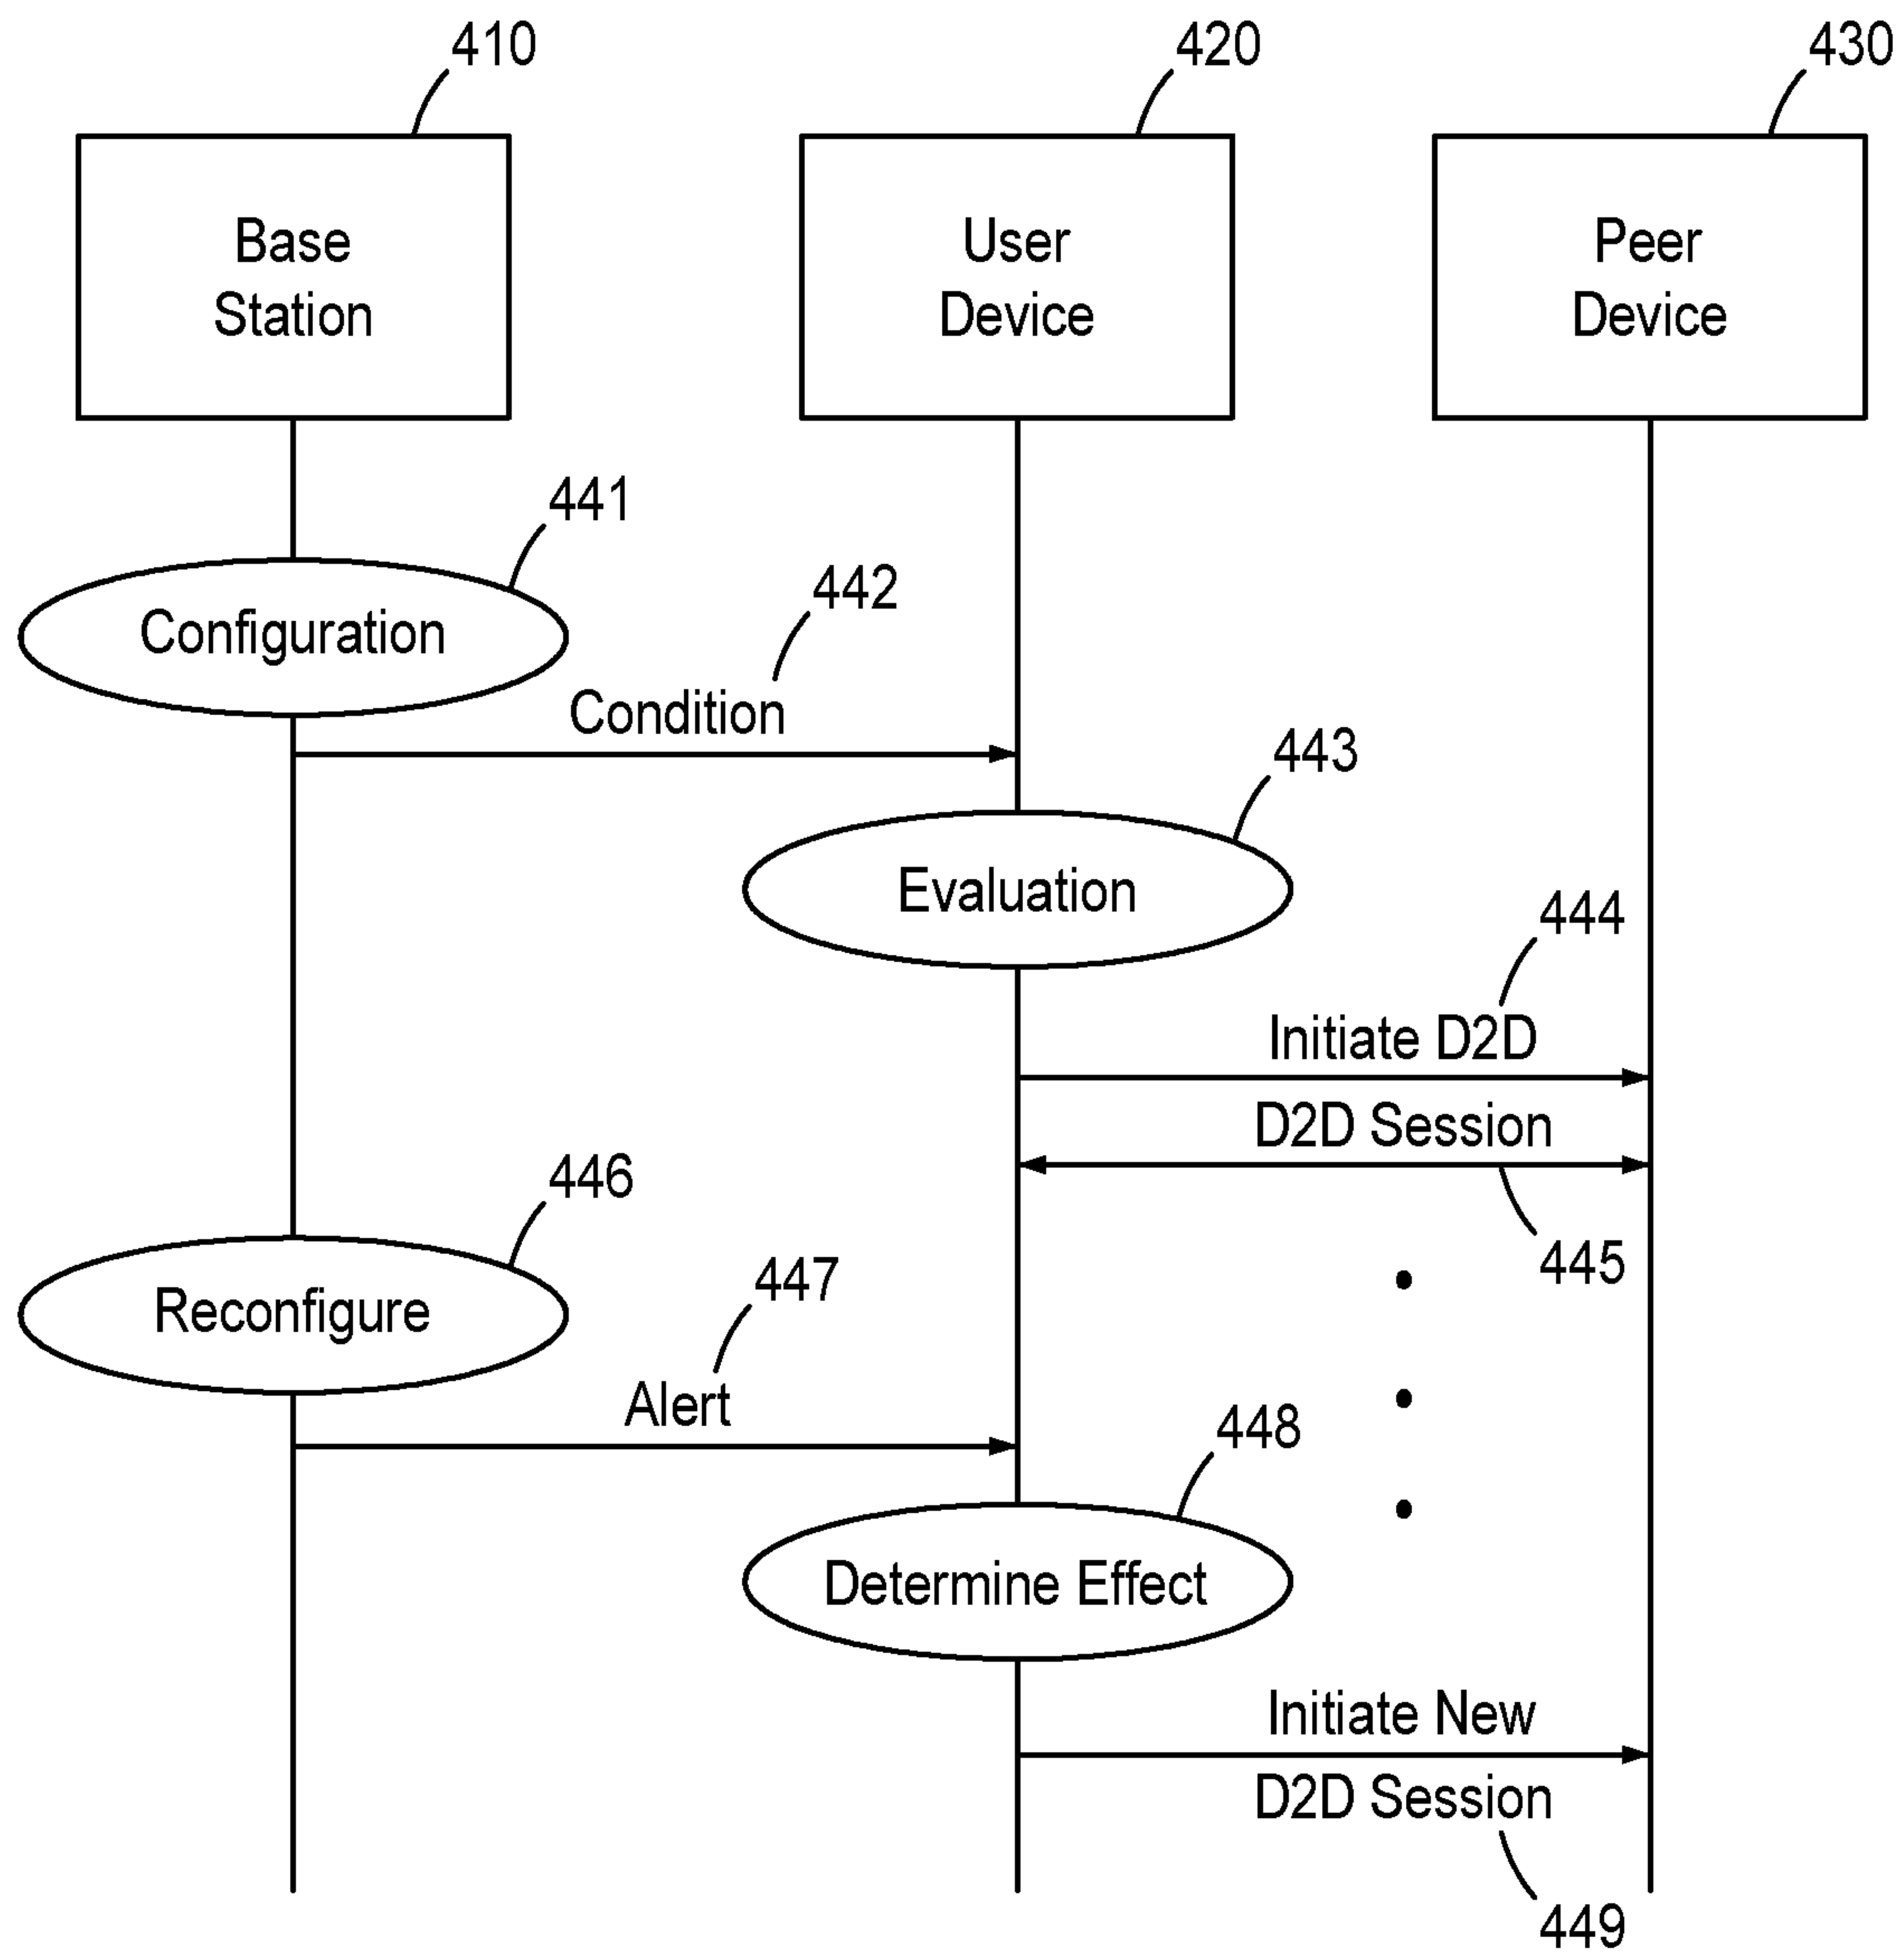 410
420
430
Base
Station
User
Device
Peer
Device
441
Configuration
442
Condition
443
Evaluation
444
Initiate D2D
D2D Session
445
446
Reconfigure
447
Alert
448
Determine Effect
Initiate New
D2D Session
449